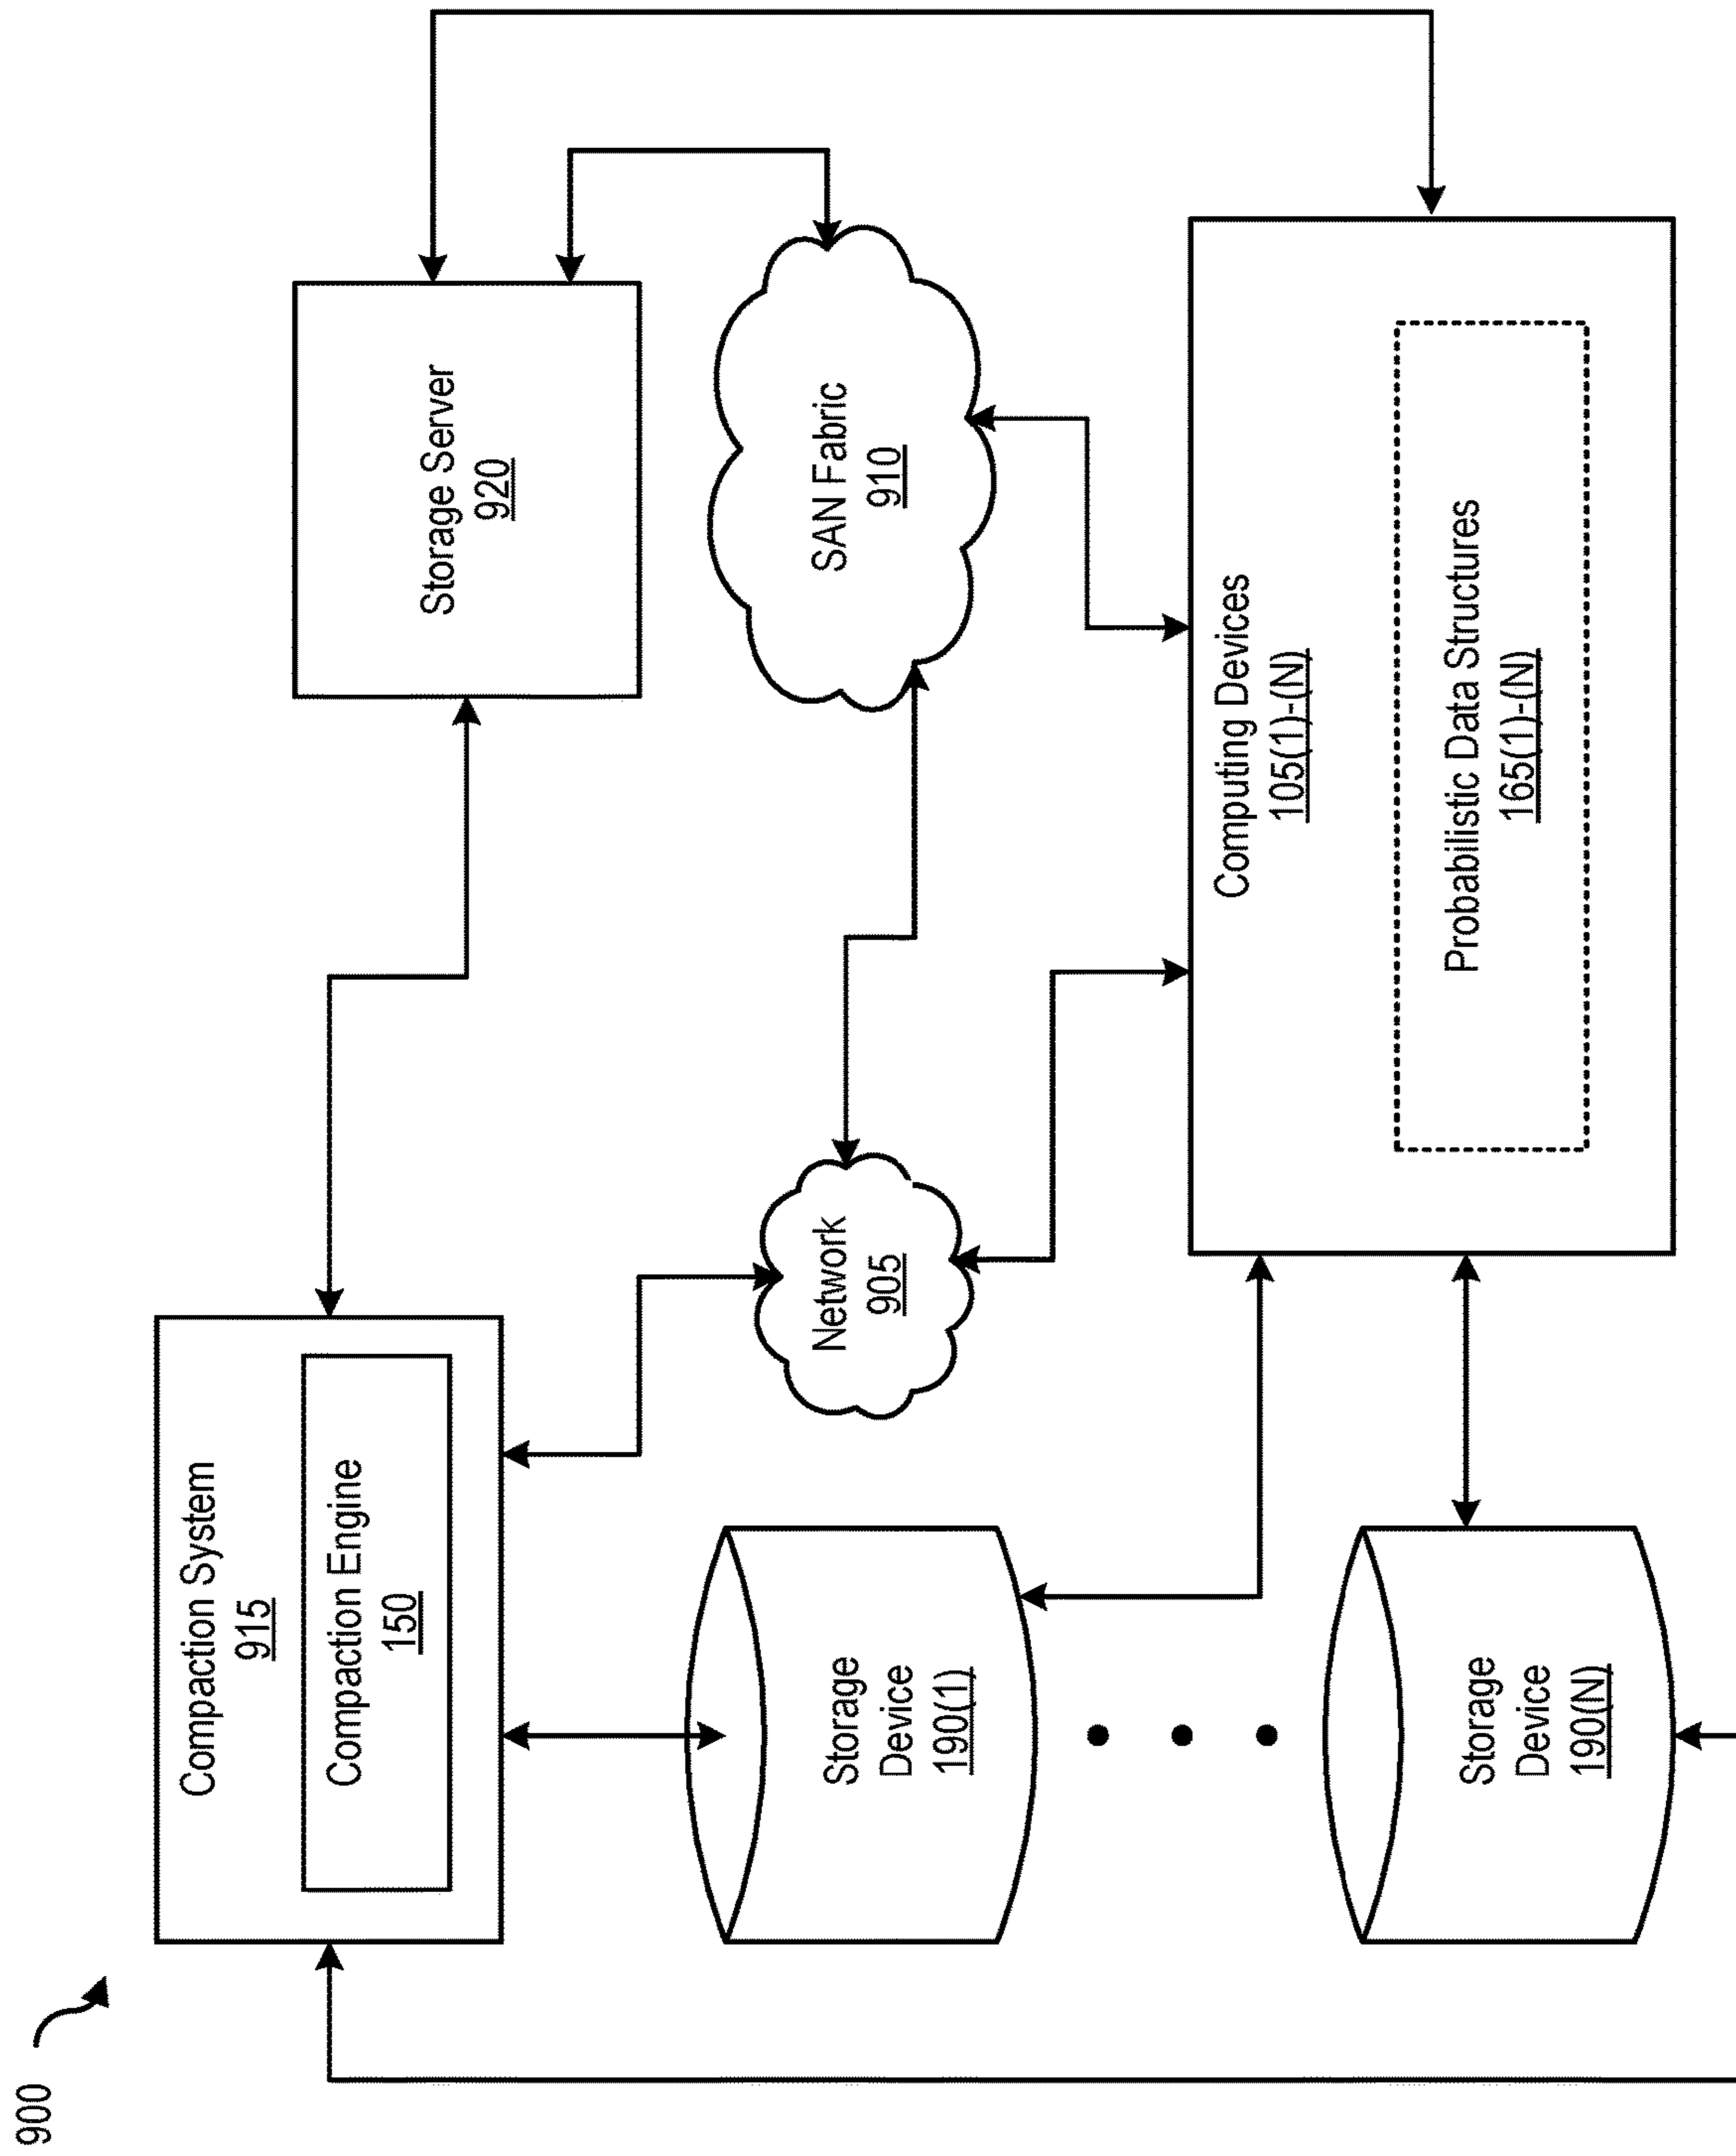 900
Compaction System
915
Compaction Engine
150
Storage
Device
190(1)
Storage
Device
190(N)
Network
905
Storage Server
920
SAN Fabric
910
Computing Devices
105(1)-(N)
Probabilistic Data Structures
165(1)-(N)